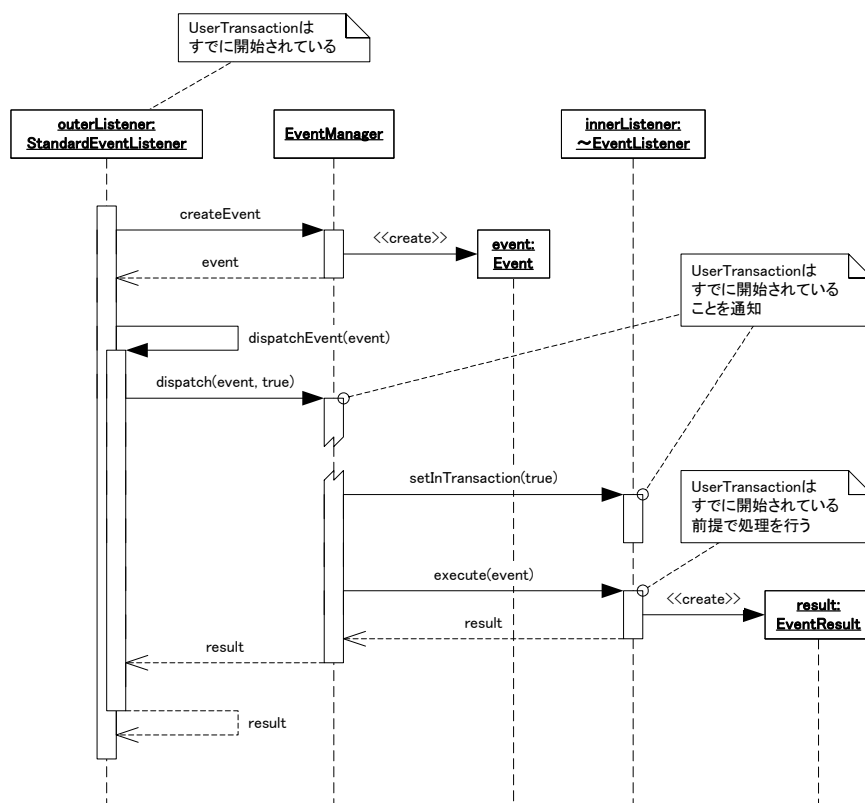 UserTransactionは
すでに開始されている
outerListener:
StandardEventListener
EventManager
innerListener:
～EventListener
createEvent
<<create>>
event:
Event
event
UserTransactionは
すでに開始されている
ことを通知
dispatchEvent(event)
dispatch(event, true)
setInTransaction(true)
UserTransactionは
すでに開始されている
前提で処理を行う
execute(event)
<<create>>
result:
EventResult
result
result
result